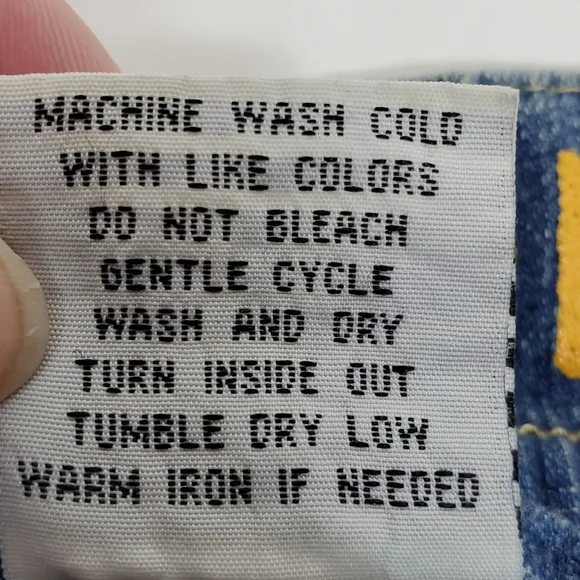 MACHINE WASH COLD
WITH LIKE COLORS
DO NOT BLEACH
GENTLE CYCLE
WASH AND DRY
TURN INSIDE OUT
TUMBLE DRY LOW
WARM IRON IF NEEDED